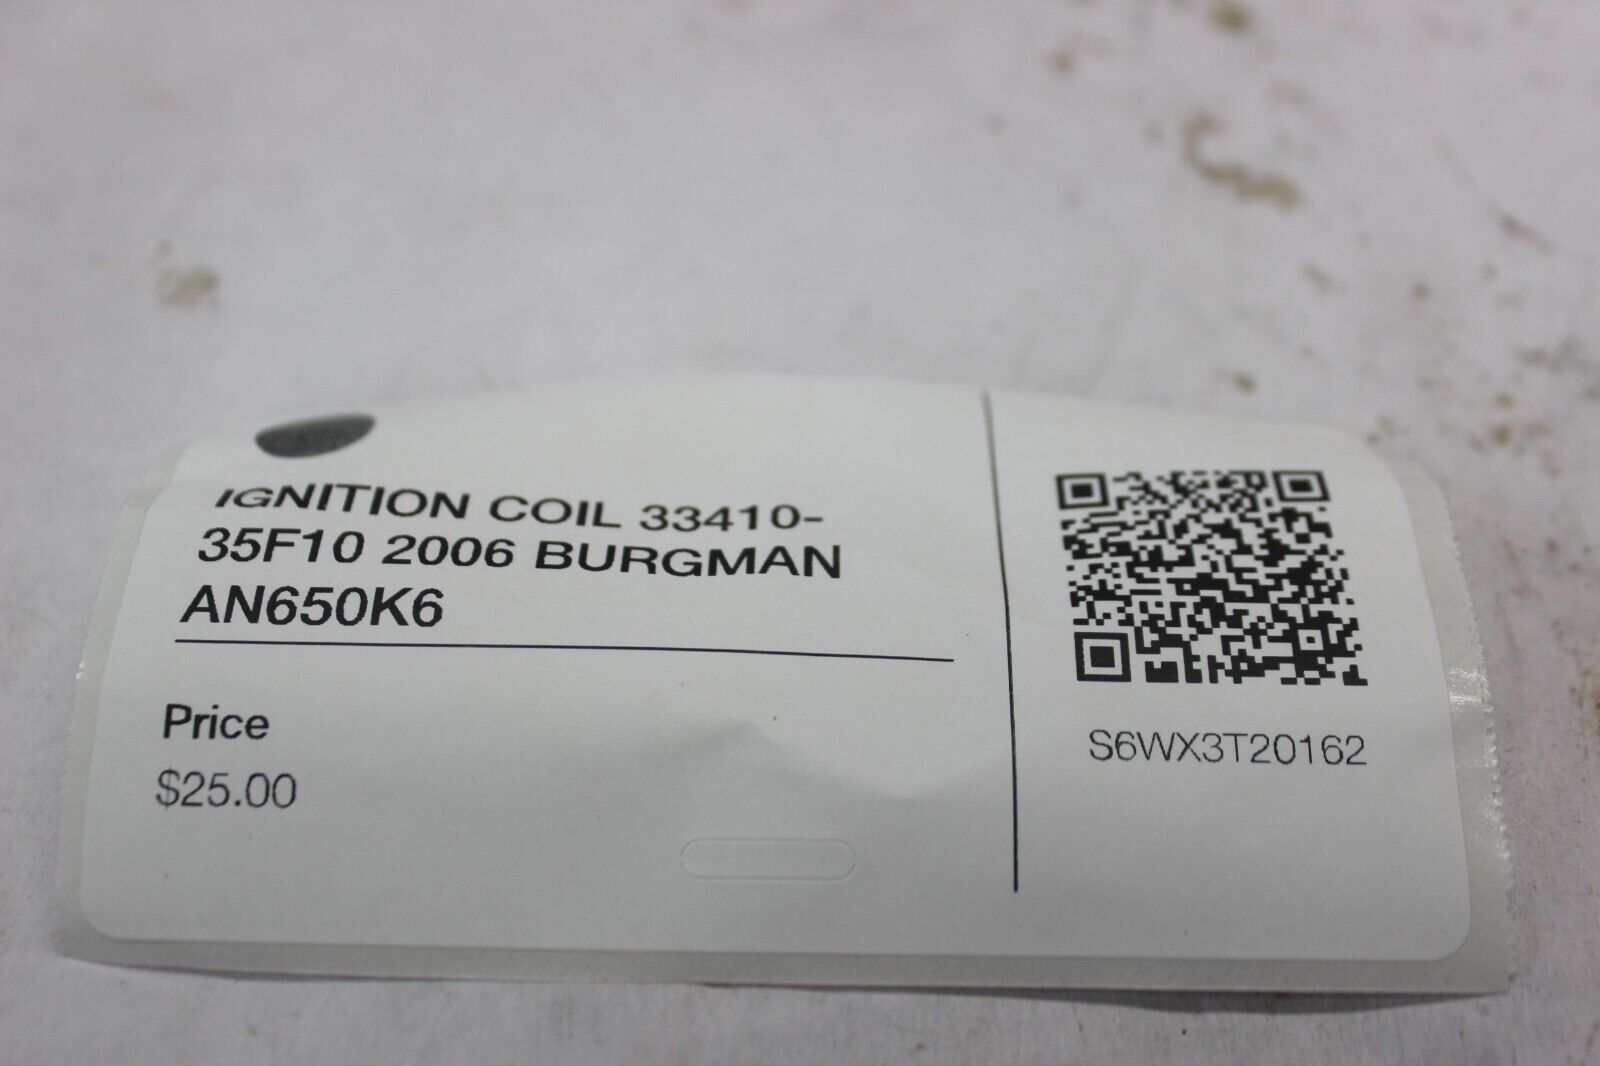 IGNITION COIL 33410-
35F10 2006 BURGMAN
AN650K6
Price
$25.00
S6WX3T20162